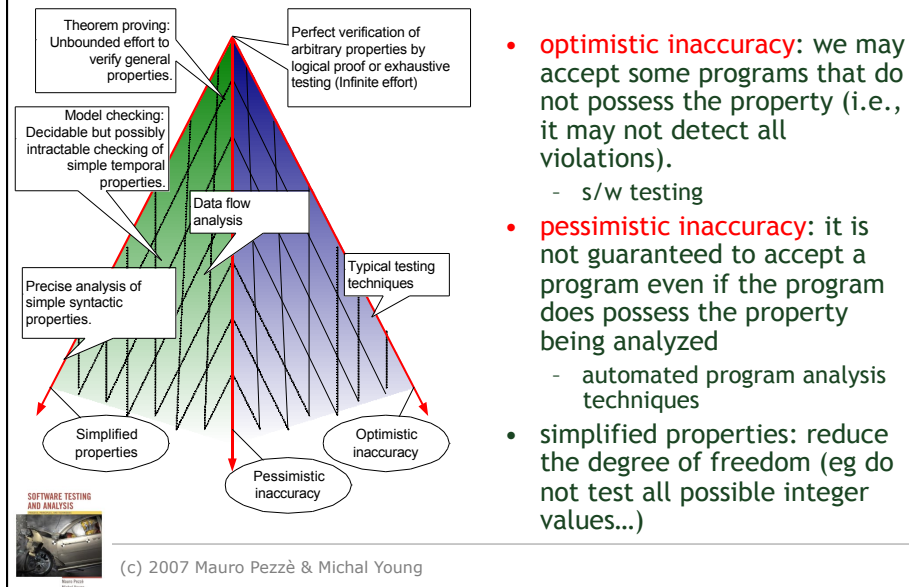 Theorem proving:
Unbounded effort to
verify general
properties.
Perfect verification of
arbitrary properties by
logical proof or exhaustive
testing (Infinite effort)
Model checking:
Decidable but possibly
intractable checking of
simple temporal
properties.
Data flow
analysis
Precise analysis of
simple syntactic
properties.
Typical testing
techniques
Simplified
properties
Optimistic
inaccuracy
Pessimistic
inaccuracy
• optimistic inaccuracy: we may
accept some programs that do
not possess the property (i.e.,
it may not detect all
violations).
- s/w testing
• pessimistic inaccuracy: it is
not guaranteed to accept a
program even if the program
does possess the property
being analyzed
- automated program analysis
techniques
• simplified properties: reduce
the degree of freedom (eg do
not test all possible integer
values…)
SOFTWARE TESTING
AND ANALYSIS
(c) 2007 Mauro Pezzè & Michal Young